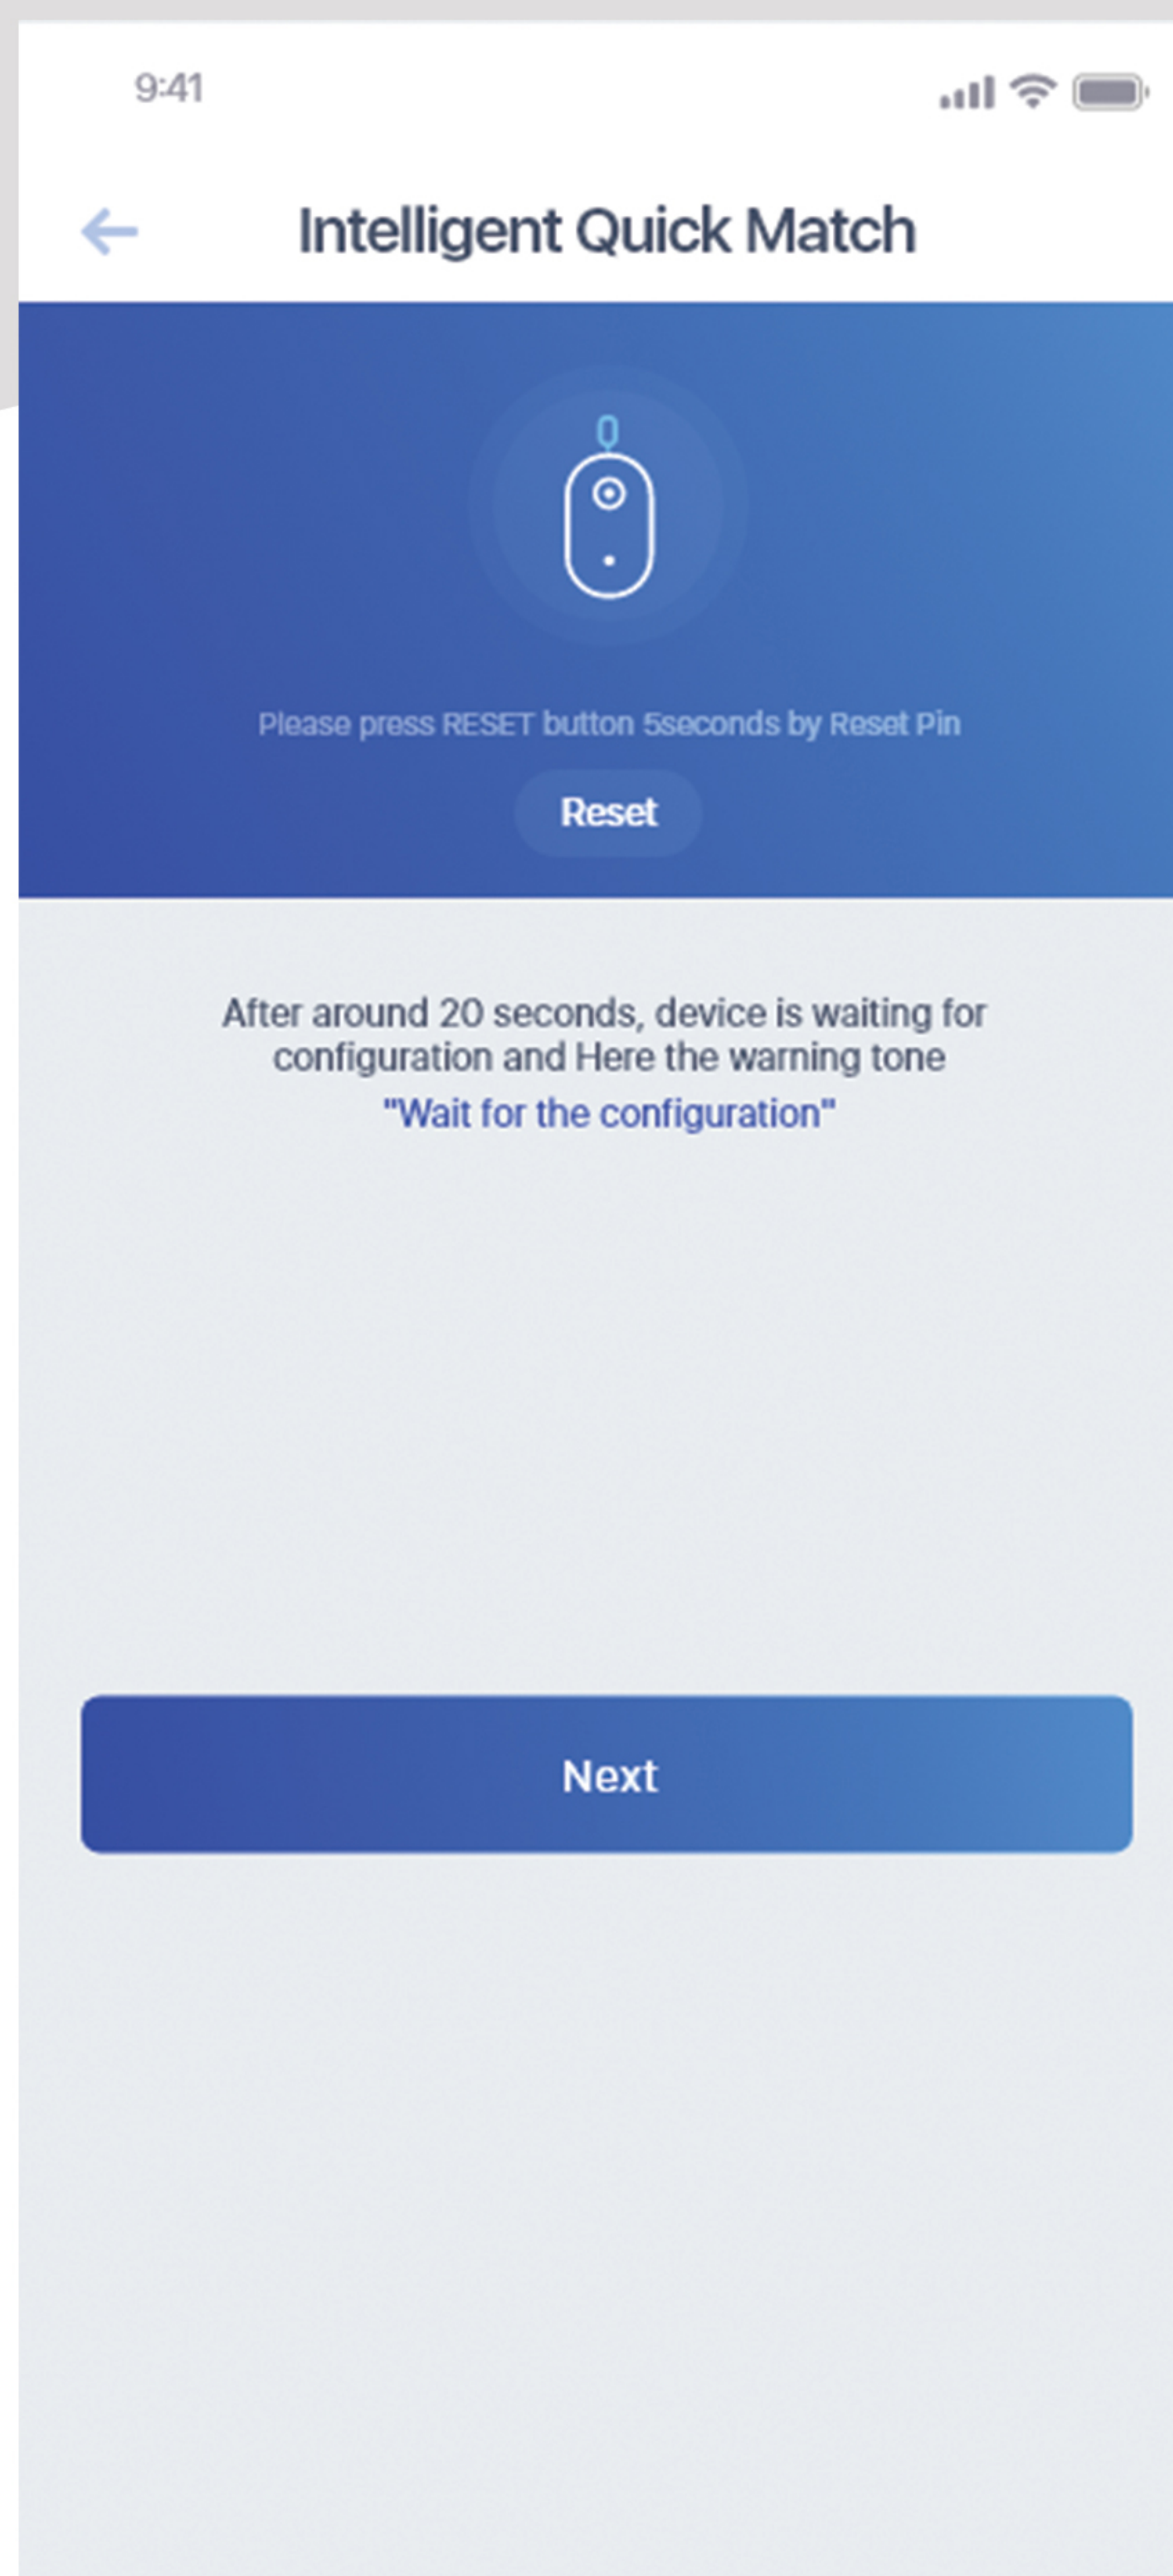 9:41
Intelligent Quick Match
Please press RESET button 5seconds by Reset Pin
Reset
After around 20 seconds, device is waiting for
configuration and Here the warning tone
"Wait for the configuration"
Next